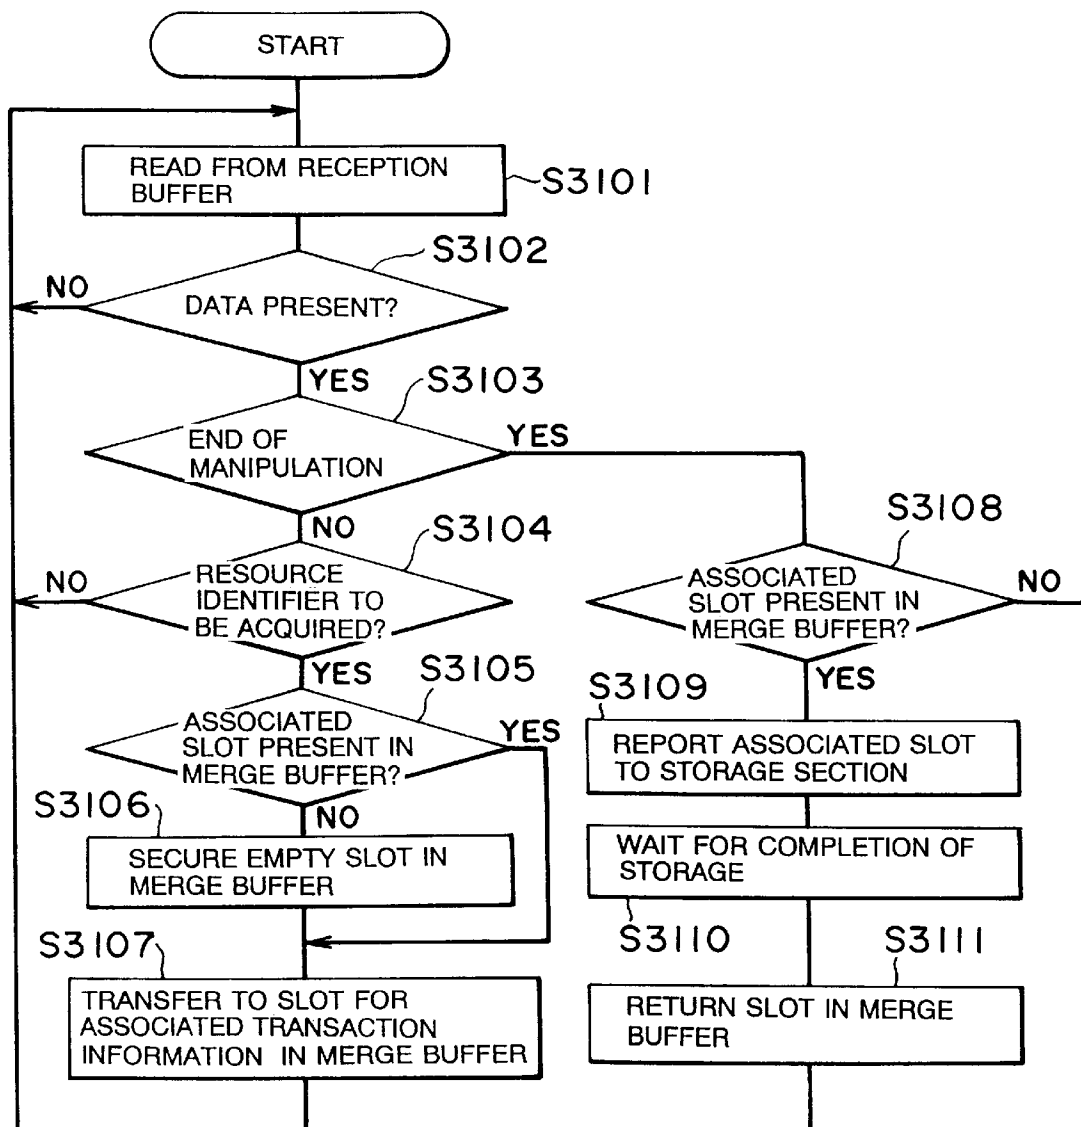 START
READ FROM RECEPTION
BUFFER
S3101
S3102
NO
DATA PRESENT?
YES
S3103
END OF
MANIPULATION
YES
NO
S3104
NO
RESOURCE
IDENTIFIER TO
BE ACQUIRED?
YES
S3105
ASSOCIATED
SLOT PRESENT IN
MERGE BUFFER?
YES
NO
S3106
SECURE EMPTY SLOT IN
MERGE BUFFER
S3107
TRANSFER TO SLOT FOR
ASSOCIATED TRANSACTION
INFORMATION IN MERGE BUFFER
S3108
ASSOCIATED
SLOT PRESENT IN
MERGE BUFFER?
NO
YES
S3109
REPORT ASSOCIATED SLOT
TO STORAGE SECTION
WAIT FOR COMPLETION OF
STORAGE
S3110
S3111
RETURN SLOT IN MERGE
BUFFER